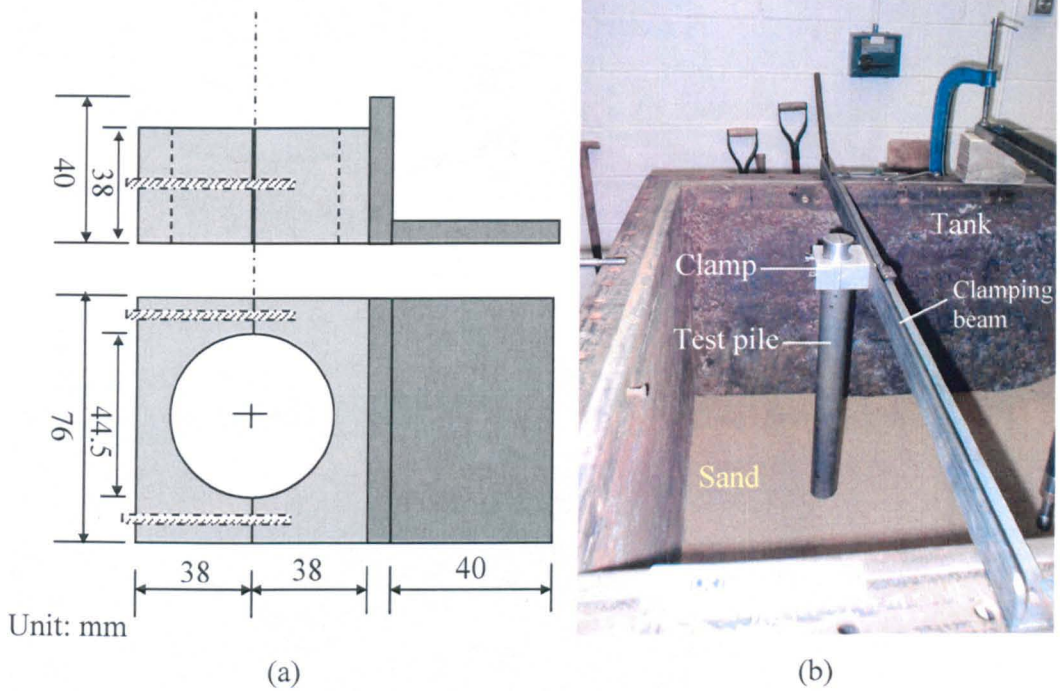 40
38
76
44.5
38
38
40
Unit: mm
(a)
Tank
Clamp
Clamping
beam
Test pile
Sand
(b)